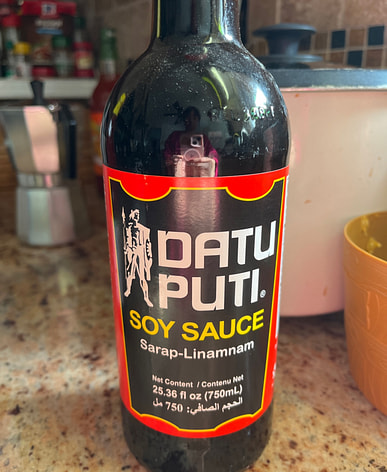 DATU
PUTI®
SOY SAUCE
Sarap-Linamnam
Net Content / Contenu Net
25.36 fl oz (750mL)
الحجم الصافي: 750 مل